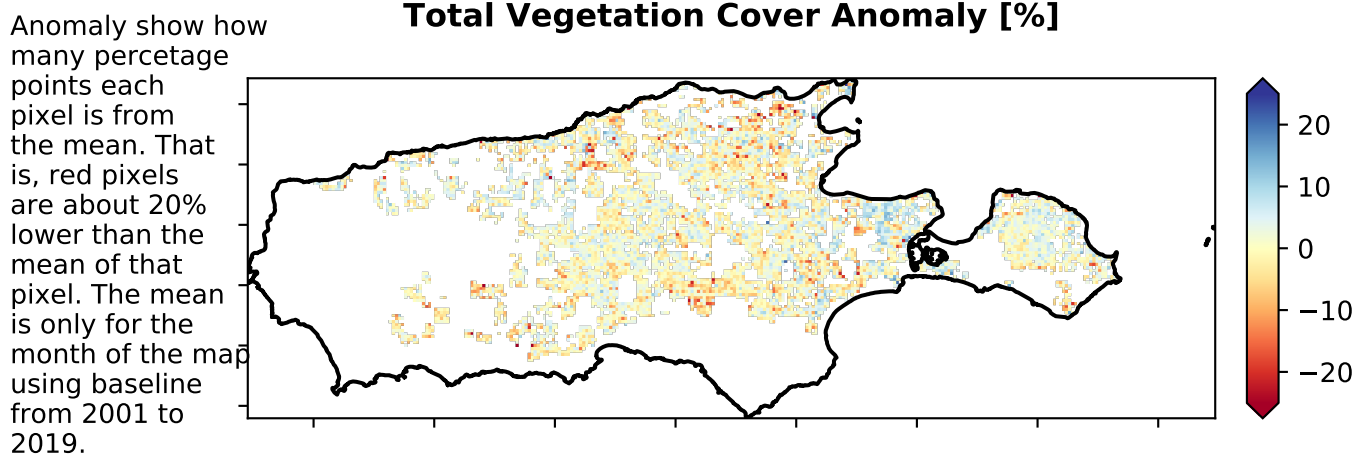 Total Vegetation Cover Anomaly [%]
Anomaly show how
many percetage
points each
pixel is from
the mean. That
is, red pixels
are about 20%
lower than the
mean of that
pixel. The mean
is only for the
month of the map
using baseline
from 2001 to
2019.
20
10
0
−10
−20